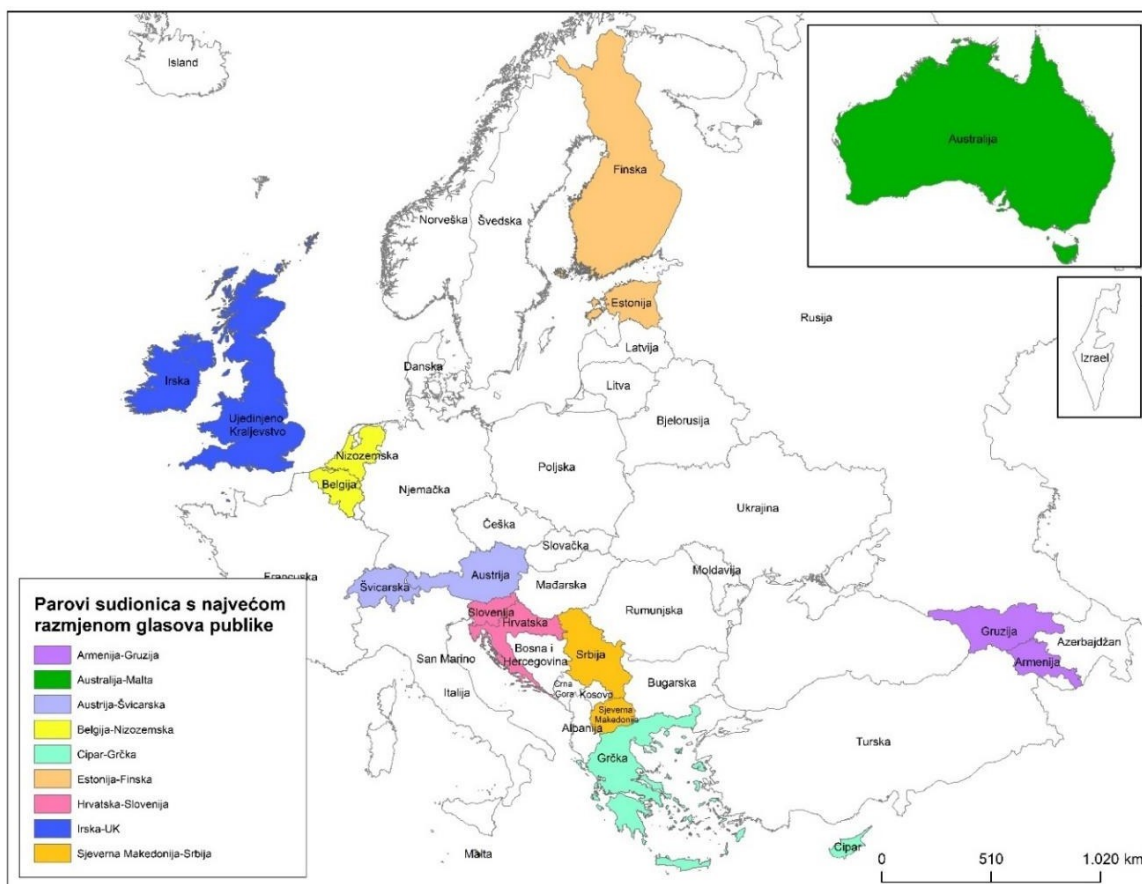 Island
Finska
Norveška
Švedska
Australija
Estonija
Rusija
Latvija
Litva
Danska
Izrael
Irska
Ujedinjeno
Kraljevstvo
Bjelorusija
Nizozemska
Belgija
Njemačka
Poljska
Ukrajina
Češka
Slovačka
Francuska
Švicarska
Austrija
Mađarska
Moldavija
Slovenija
Hrvatska
Rumunjska
San Marino
Bosna i
Hercegovina
Srbija
Gruzija
Azerbajdžan
Armenija
Italija
Crna
Gora
Kosovo
Bugarska
Sjeverna
Makedonija
Albanija
Grčka
Turska
Malta
Cipar
Parovi sudionica s najvećom
razmjenom glasova publike
Armenija-Gruzija
Australija-Malta
Austrija-Švicarska
Belgija-Nizozemska
Cipar-Grčka
Estonija-Finska
Hrvatska-Slovenija
Irska-UK
Sjeverna Makedonija-Srbija
0 510 1.020 km